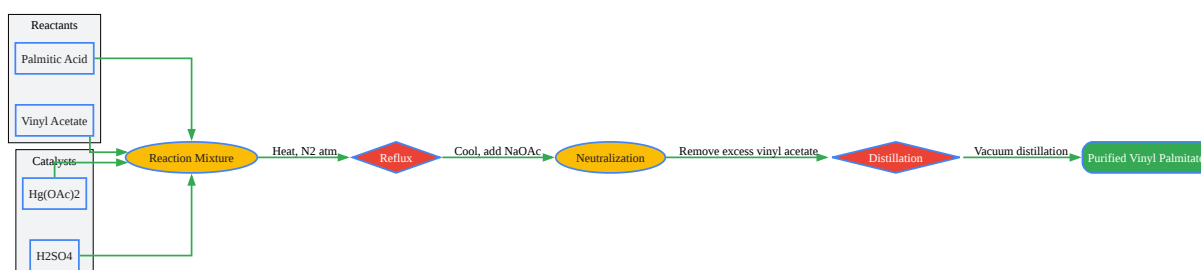 Reactants
Palmitic Acid
Vinyl Acetate
Catalysts
Hg(OAc)2
H2SO4
Reaction Mixture
Heat, N2 atm
Reflux
Cool, add NaOAc
Neutralization
Remove excess vinyl acetate
Distillation
Vacuum distillation
Purified Vinyl Palmitate